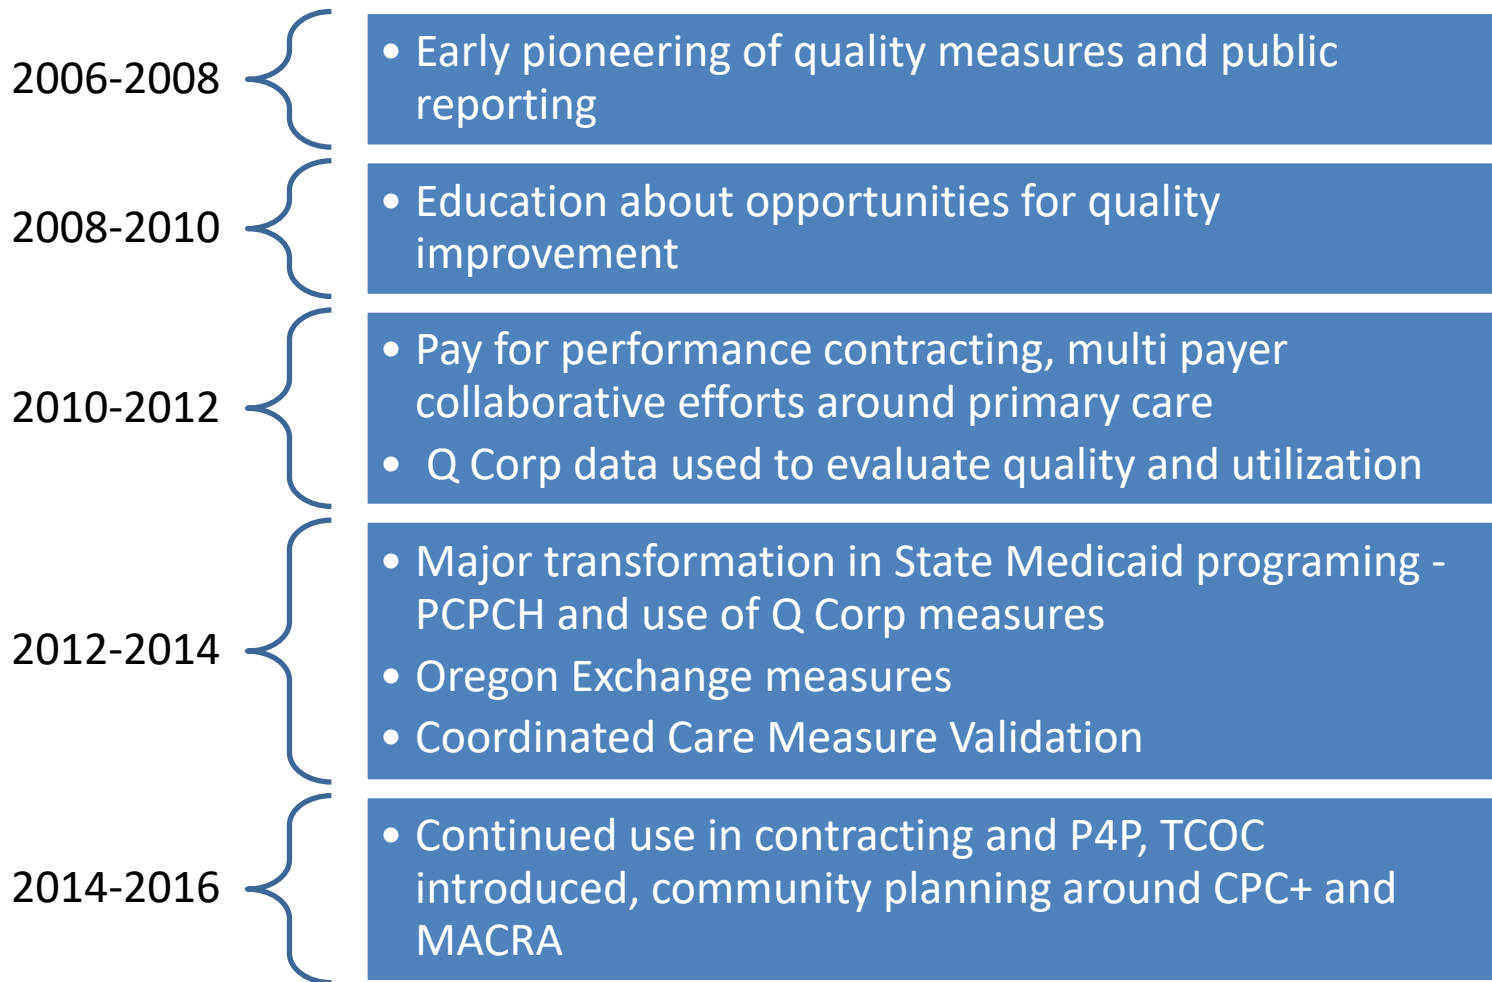 2006-2008
• Early pioneering of quality measures and public
reporting
2008-2010
• Education about opportunities for quality
improvement
2010-2012
• Pay for performance contracting, multi payer
collaborative efforts around primary care
• Q Corp data used to evaluate quality and utilization
2012-2014
• Major transformation in State Medicaid programing -
PCPCH and use of Q Corp measures
• Oregon Exchange measures
• Coordinated Care Measure Validation
2014-2016
• Continued use in contracting and P4P, TCOC
introduced, community planning around CPC+ and
MACRA